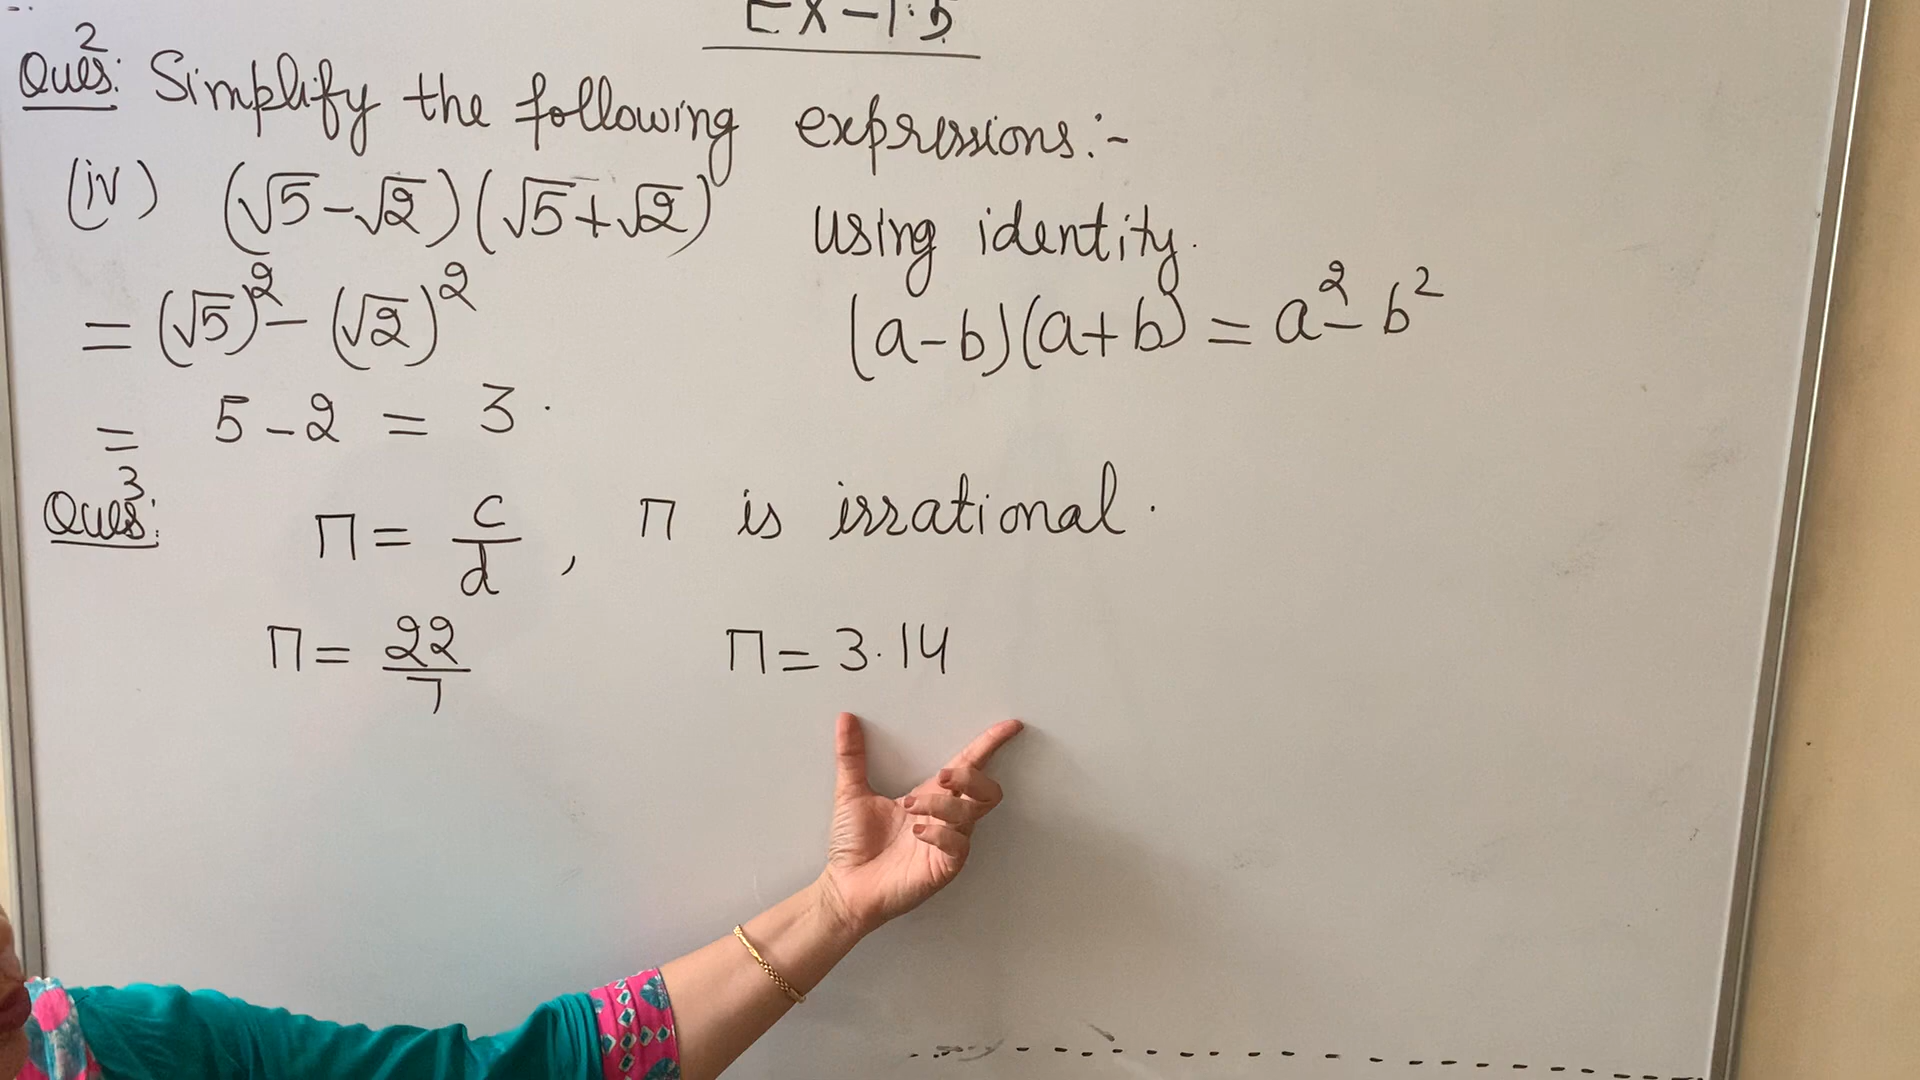 Ex-1.5
Ques:2 Simplify the following expressions:-
(iv) (√5-√2)(√5+√2) using identity.
= (√5)²-(√2)² (a-b)(a+b) = a²-b²
= 5-2 = 3.
Ques:3 π = c/d, π is irrational.
π = 22/7 π = 3.14